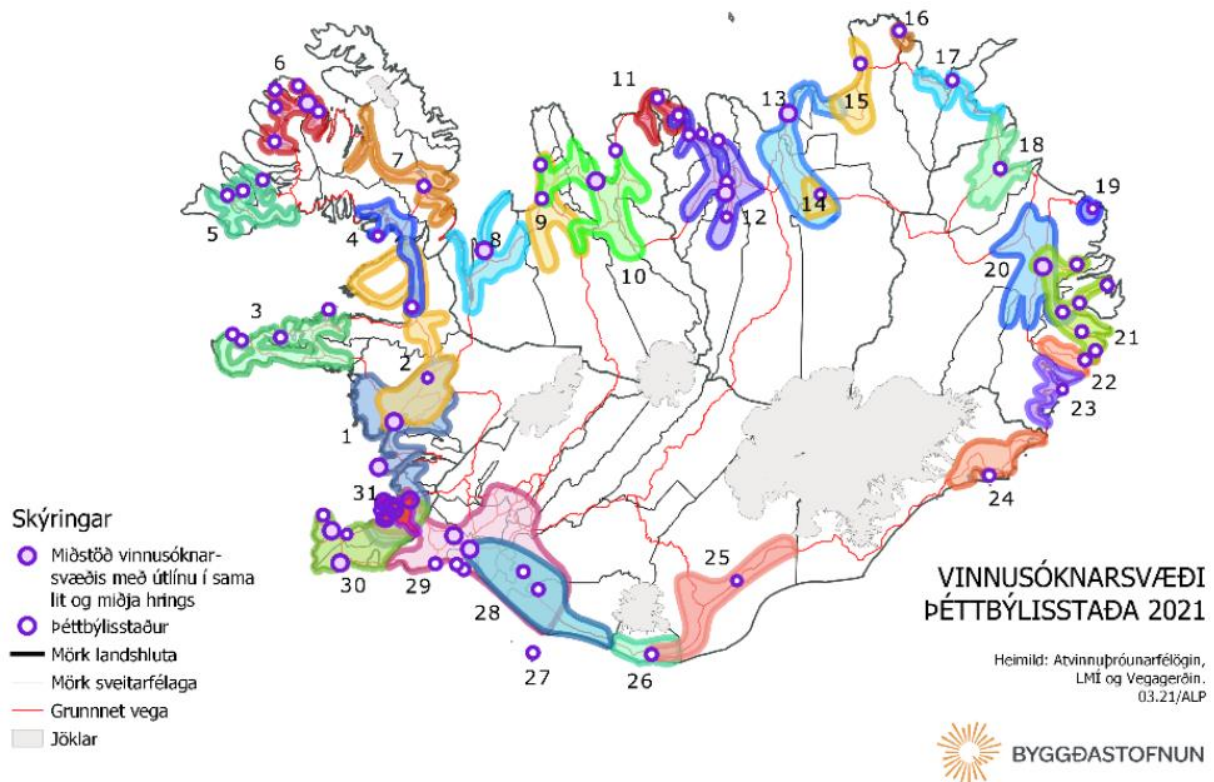 16
6
17
11
13
15
18
7
19
12
14
5
4
8
9
20
10
3
21
2
22
23
1
24
31
Skýringar
25
Miðstöð vinnusóknar-
svæðis með útlínu í sama
lit og miðja hrings
30
29
VINNUSÓKNARSVÆÐI
ÞÉTTBÝLISSTAÐA 2021
28
Þéttbýlisstaður
Mörk landshluta
27
26
Heimild: Atvinnuþróunarfélögin,
LMÍ og Vegagerðin.
03.21/ALP
Mörk sveitarfélaga
Grunnnet vega
Jöklar
BYGGÐASTOFNUN